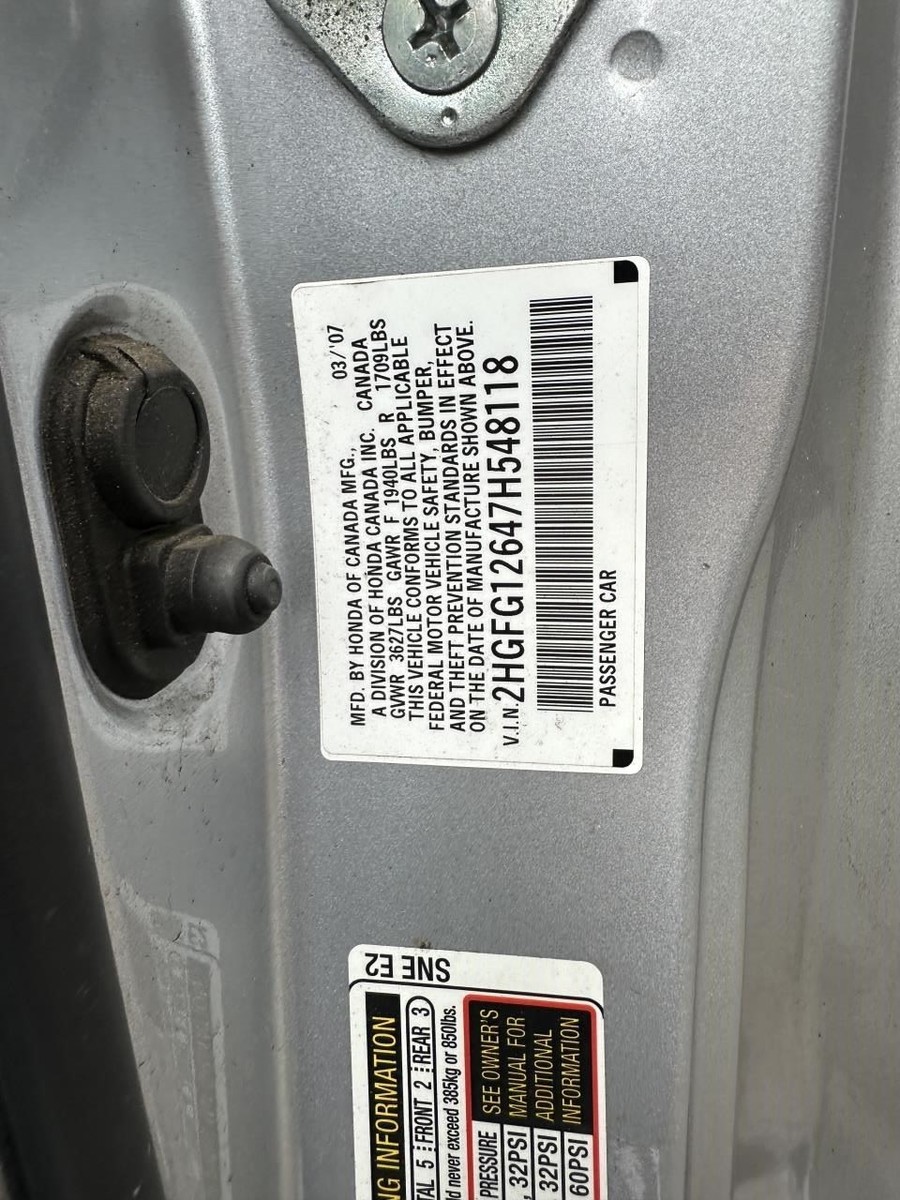 MFD. BY HONDA OF CANADA MFG., 03/'07
A DIVISION OF HONDA CANADA INC. CANADA
GVWR 3627LBS GAWR F 1940LBS R 1709LBS
THIS VEHICLE CONFORMS TO ALL APPLICABLE
FEDERAL MOTOR VEHICLE SAFETY, BUMPER,
AND THEFT PREVENTION STANDARDS IN EFFECT
ON THE DATE OF MANUFACTURE SHOWN ABOVE.
V.I.N. 2HGFG12647H548118
PASSENGER CAR
SNE E2
INFORMATION
5 FRONT 2 REAR 3
never exceed 385kg or 850lbs.
PRESSURE
, 32PSI
32PSI
60PSI
SEE OWNER'S
MANUAL FOR
ADDITIONAL
INFORMATION